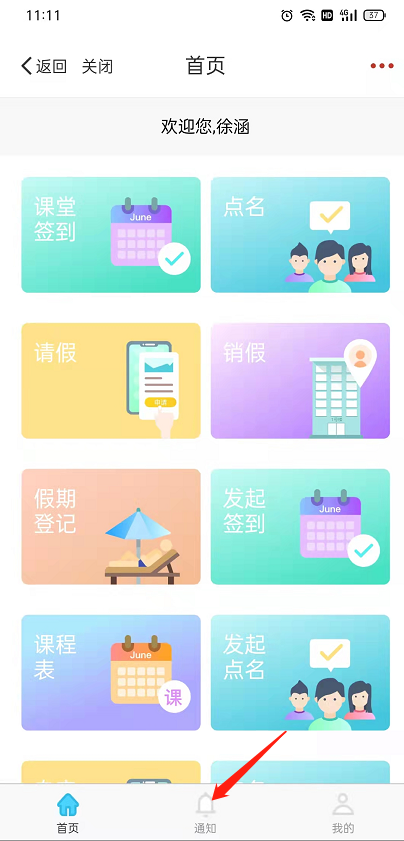 11:11
HD 4G 37
返回 关闭 首页
欢迎您,徐涵
课堂
签到
June
点名
请假
申请
销假
假期
登记
发起
签到
June
课程
表
June
课
发起
点名
首页
通知
我的